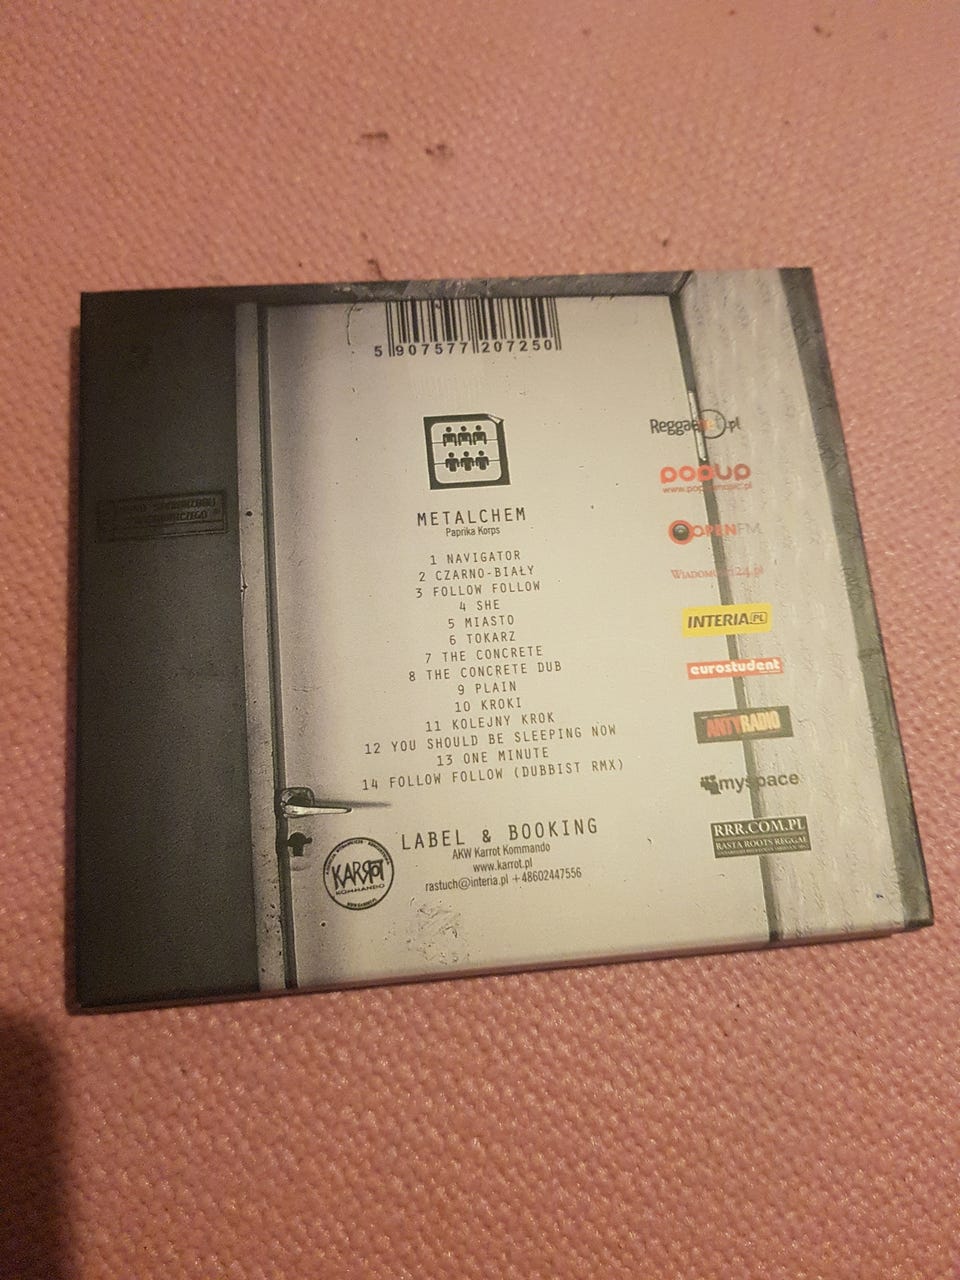 5 907577 207250
METALCHEM
Paprika Korps
1 NAVIGATOR
2 CZARNO-BIAŁY
3 FOLLOW FOLLOW
4 SHE
5 MIASTO
6 TOKARZ
7 THE CONCRETE
8 THE CONCRETE DUB
9 PLAIN
10 KROKI
11 KOLEJNY KROK
12 YOU SHOULD BE SLEEPING NOW
13 ONE MINUTE
14 FOLLOW FOLLOW (DUBBIST RMX)
LABEL & BOOKING
AKW Karrot Kommando
www.karrot.pl
rastuch@interia.pl +48602447556
KARROT
KOMMANDO
popup
OPENFM
INTERIA PL
eurostudent
ANTYRADIO
myspace
RRR.COM.PL
RASTA ROOTS REGGAE